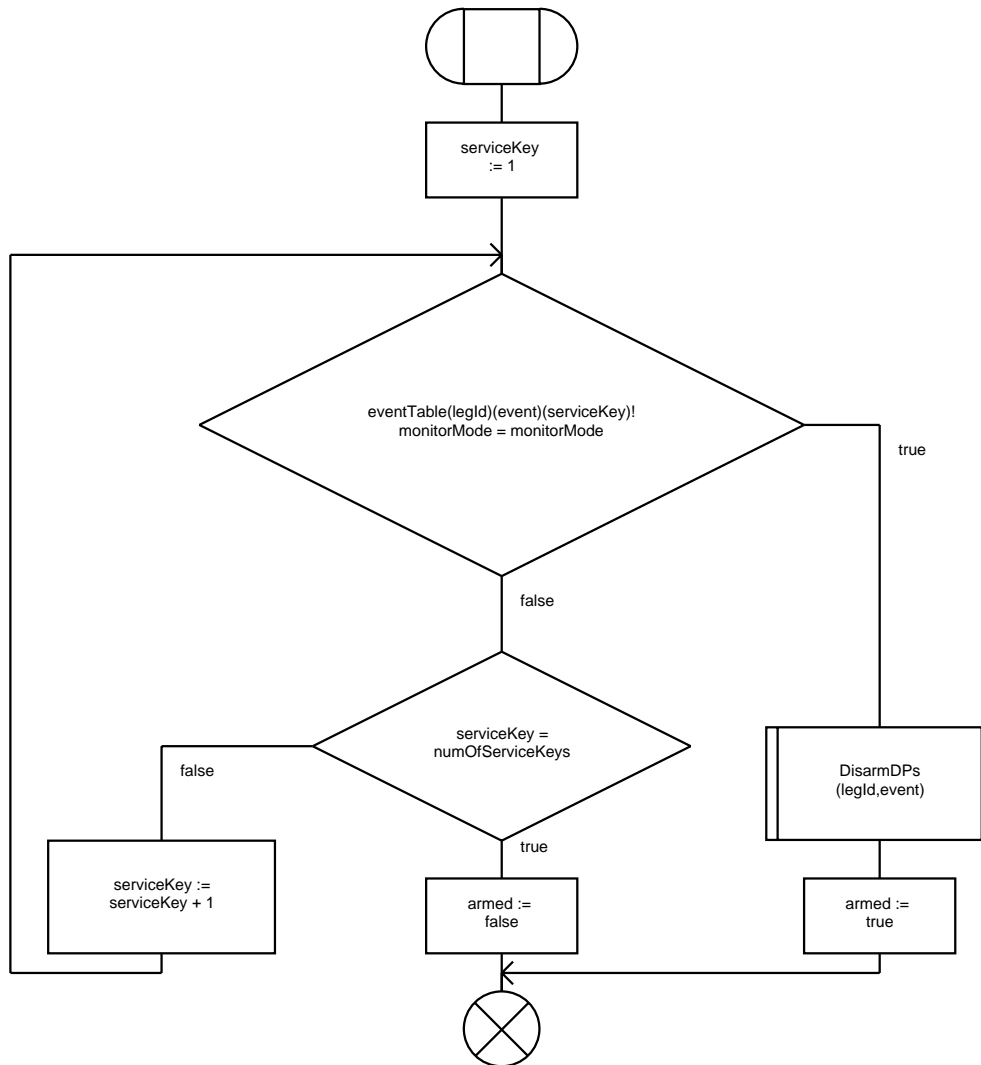 serviceKey
:= 1
eventTable(legId)(event)(serviceKey)!
monitorMode = monitorMode
true
false
serviceKey =
numOfServiceKeys
false
DisarmDPs
(legId,event)
true
serviceKey :=
serviceKey + 1
armed :=
false
armed :=
true